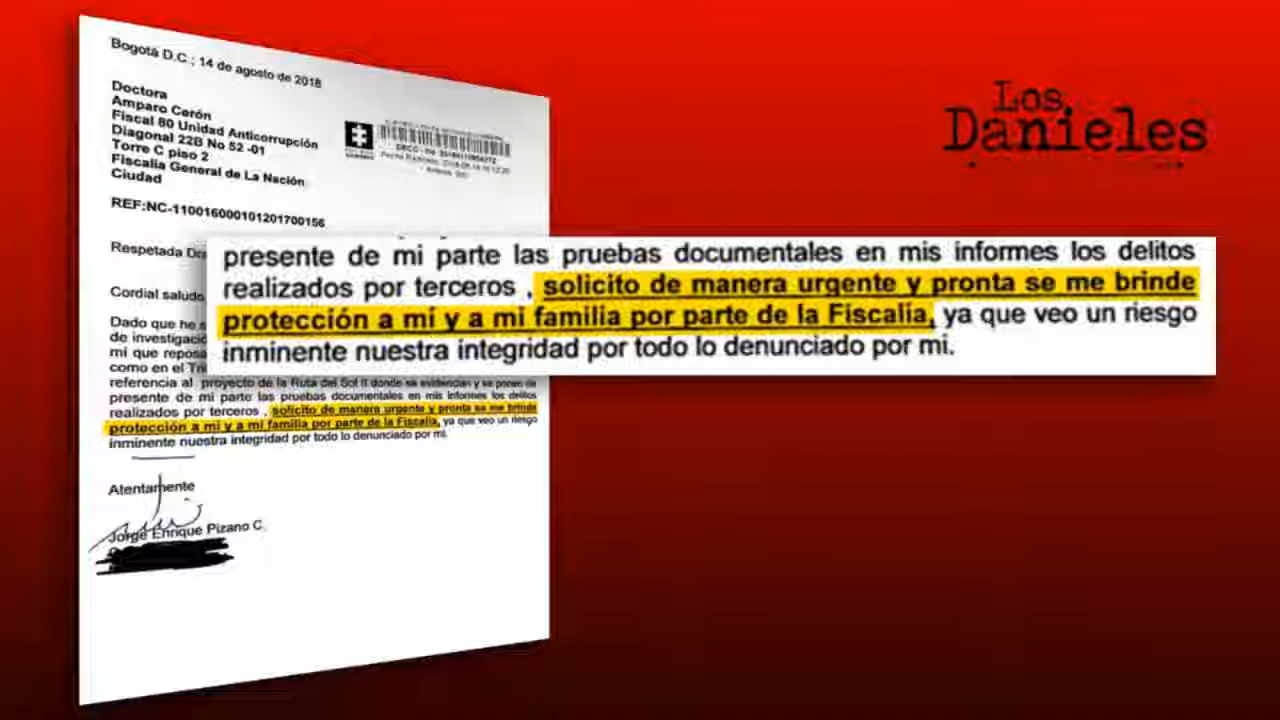 Bogotá D.C.; 14 de agosto de 2018
Doctora
Amparo Cerón
Fiscal 80 Unidad Anticorrupción
Diagonal 22B No 52 -01
Torre C piso 2
Fiscalía General de La Nación
Ciudad
REF:NC-110016000101201700156
Respetada Dra
Cordial saludo
Dado que he s
de investigació
mi que reposa
como en el Tri
referencia al proyecto de la Ruta del Sol II donde se evidencian y se ponen de
presente de mi parte las pruebas documentales en mis informes los delitos
realizados por terceros , solicito de manera urgente y pronta se me brinde
protección a mí y a mi familia por parte de la Fiscalía, ya que veo un riesgo
inminente nuestra integridad por todo lo denunciado por mi.
Atentamente
Jorge Enrique Pizano C.
presente de mi parte las pruebas documentales en mis informes los delitos
realizados por terceros , solicito de manera urgente y pronta se me brinde
protección a mí y a mi familia por parte de la Fiscalía, ya que veo un riesgo
inminente nuestra integridad por todo lo denunciado por mi.
Los
Danieles